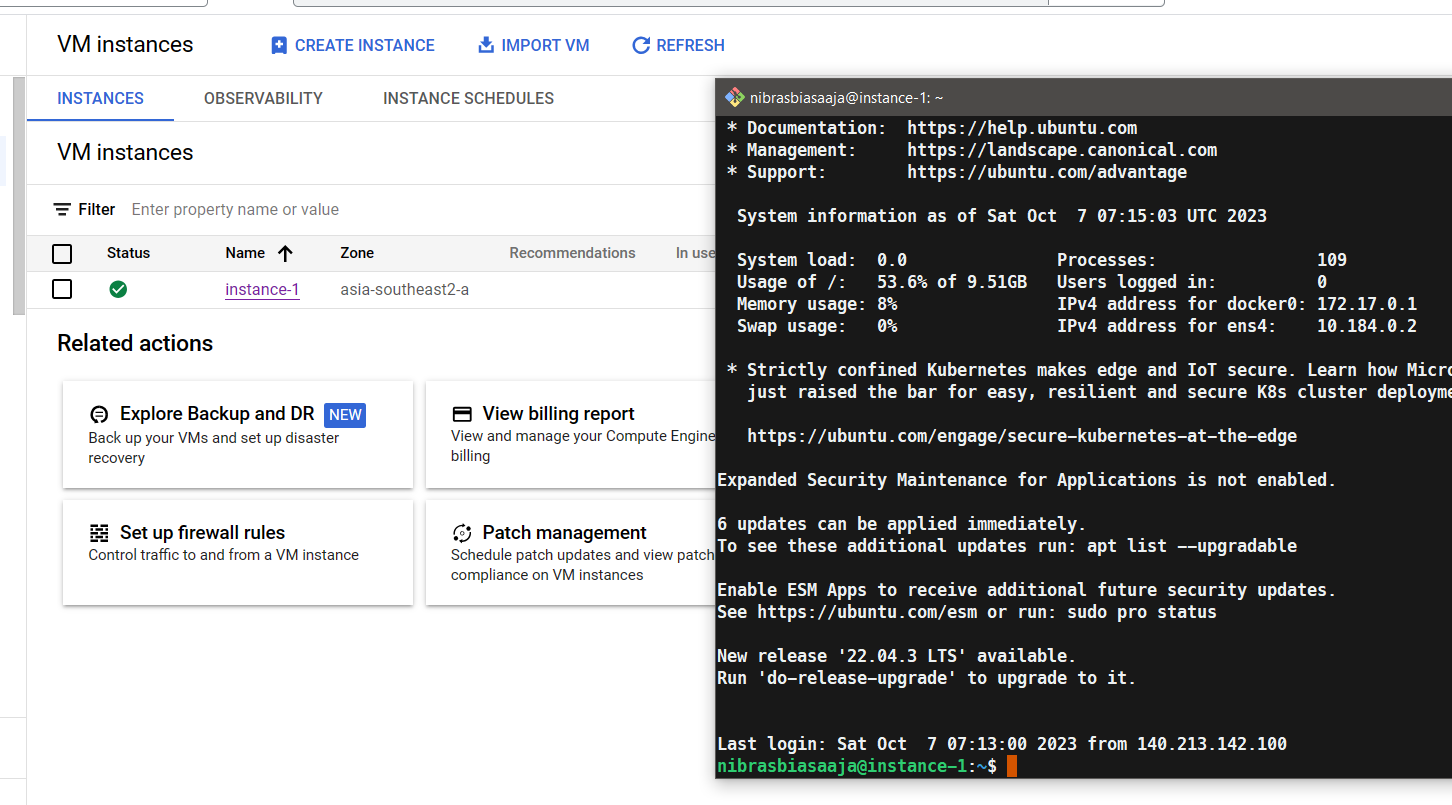 VM instances
CREATE INSTANCE
IMPORT VM
REFRESH
INSTANCES
OBSERVABILITY
INSTANCE SCHEDULES
VM instances
Filter Enter property name or value
Status Name Zone Recommendations In use
instance-1 asia-southeast2-a
Related actions
Explore Backup and DR NEW
Back up your VMs and set up disaster
recovery
View billing report
View and manage your Compute Engine
billing
Set up firewall rules
Control traffic to and from a VM instance
Patch management
Schedule patch updates and view patch
compliance on VM instances
nibrasbiasaaja@instance-1: ~
* Documentation:  https://help.ubuntu.com
* Management:     https://landscape.canonical.com
* Support:        https://ubuntu.com/advantage
System information as of Sat Oct  7 07:15:03 UTC 2023
System load:  0.0                Processes:                109
Usage of /:   53.6% of 9.51GB   Users logged in:          0
Memory usage: 8%                IPv4 address for docker0: 172.17.0.1
Swap usage:   0%                IPv4 address for ens4:    10.184.0.2
* Strictly confined Kubernetes makes edge and IoT secure. Learn how Micro
just raised the bar for easy, resilient and secure K8s cluster deployme
https://ubuntu.com/engage/secure-kubernetes-at-the-edge
Expanded Security Maintenance for Applications is not enabled.
6 updates can be applied immediately.
To see these additional updates run: apt list --upgradable
Enable ESM Apps to receive additional future security updates.
See https://ubuntu.com/esm or run: sudo pro status
New release '22.04.3 LTS' available.
Run 'do-release-upgrade' to upgrade to it.
Last login: Sat Oct  7 07:13:00 2023 from 140.213.142.100
nibrasbiasaaja@instance-1:~$